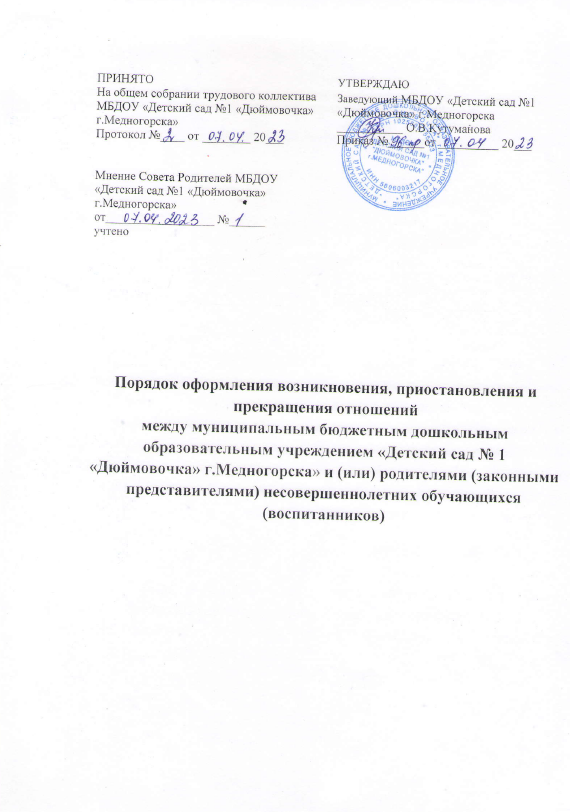 ПРИНЯТО
На общем собрании трудового коллектива
МБДОУ «Детский сад №1 «Дюймовочка»
г.Медногорска»
Протокол № 2 от 07.04. 2023
УТВЕРЖДАЮ
Заведующий МБДОУ «Детский сад №1
«Дюймовочка» г.Медногорска
О.В.Кутуманова
Приказ № от 07.04 2023
Мнение Совета Родителей МБДОУ
«Детский сад №1 «Дюймовочка»
г.Медногорска»
от 07.04.2023 № 1
учтено
Порядок оформления возникновения, приостановления и
прекращения отношений
между муниципальным бюджетным дошкольным
образовательным учреждением «Детский сад № 1
«Дюймовочка» г.Медногорска» и (или) родителями (законными
представителями) несовершеннолетних обучающихся
(воспитанников)